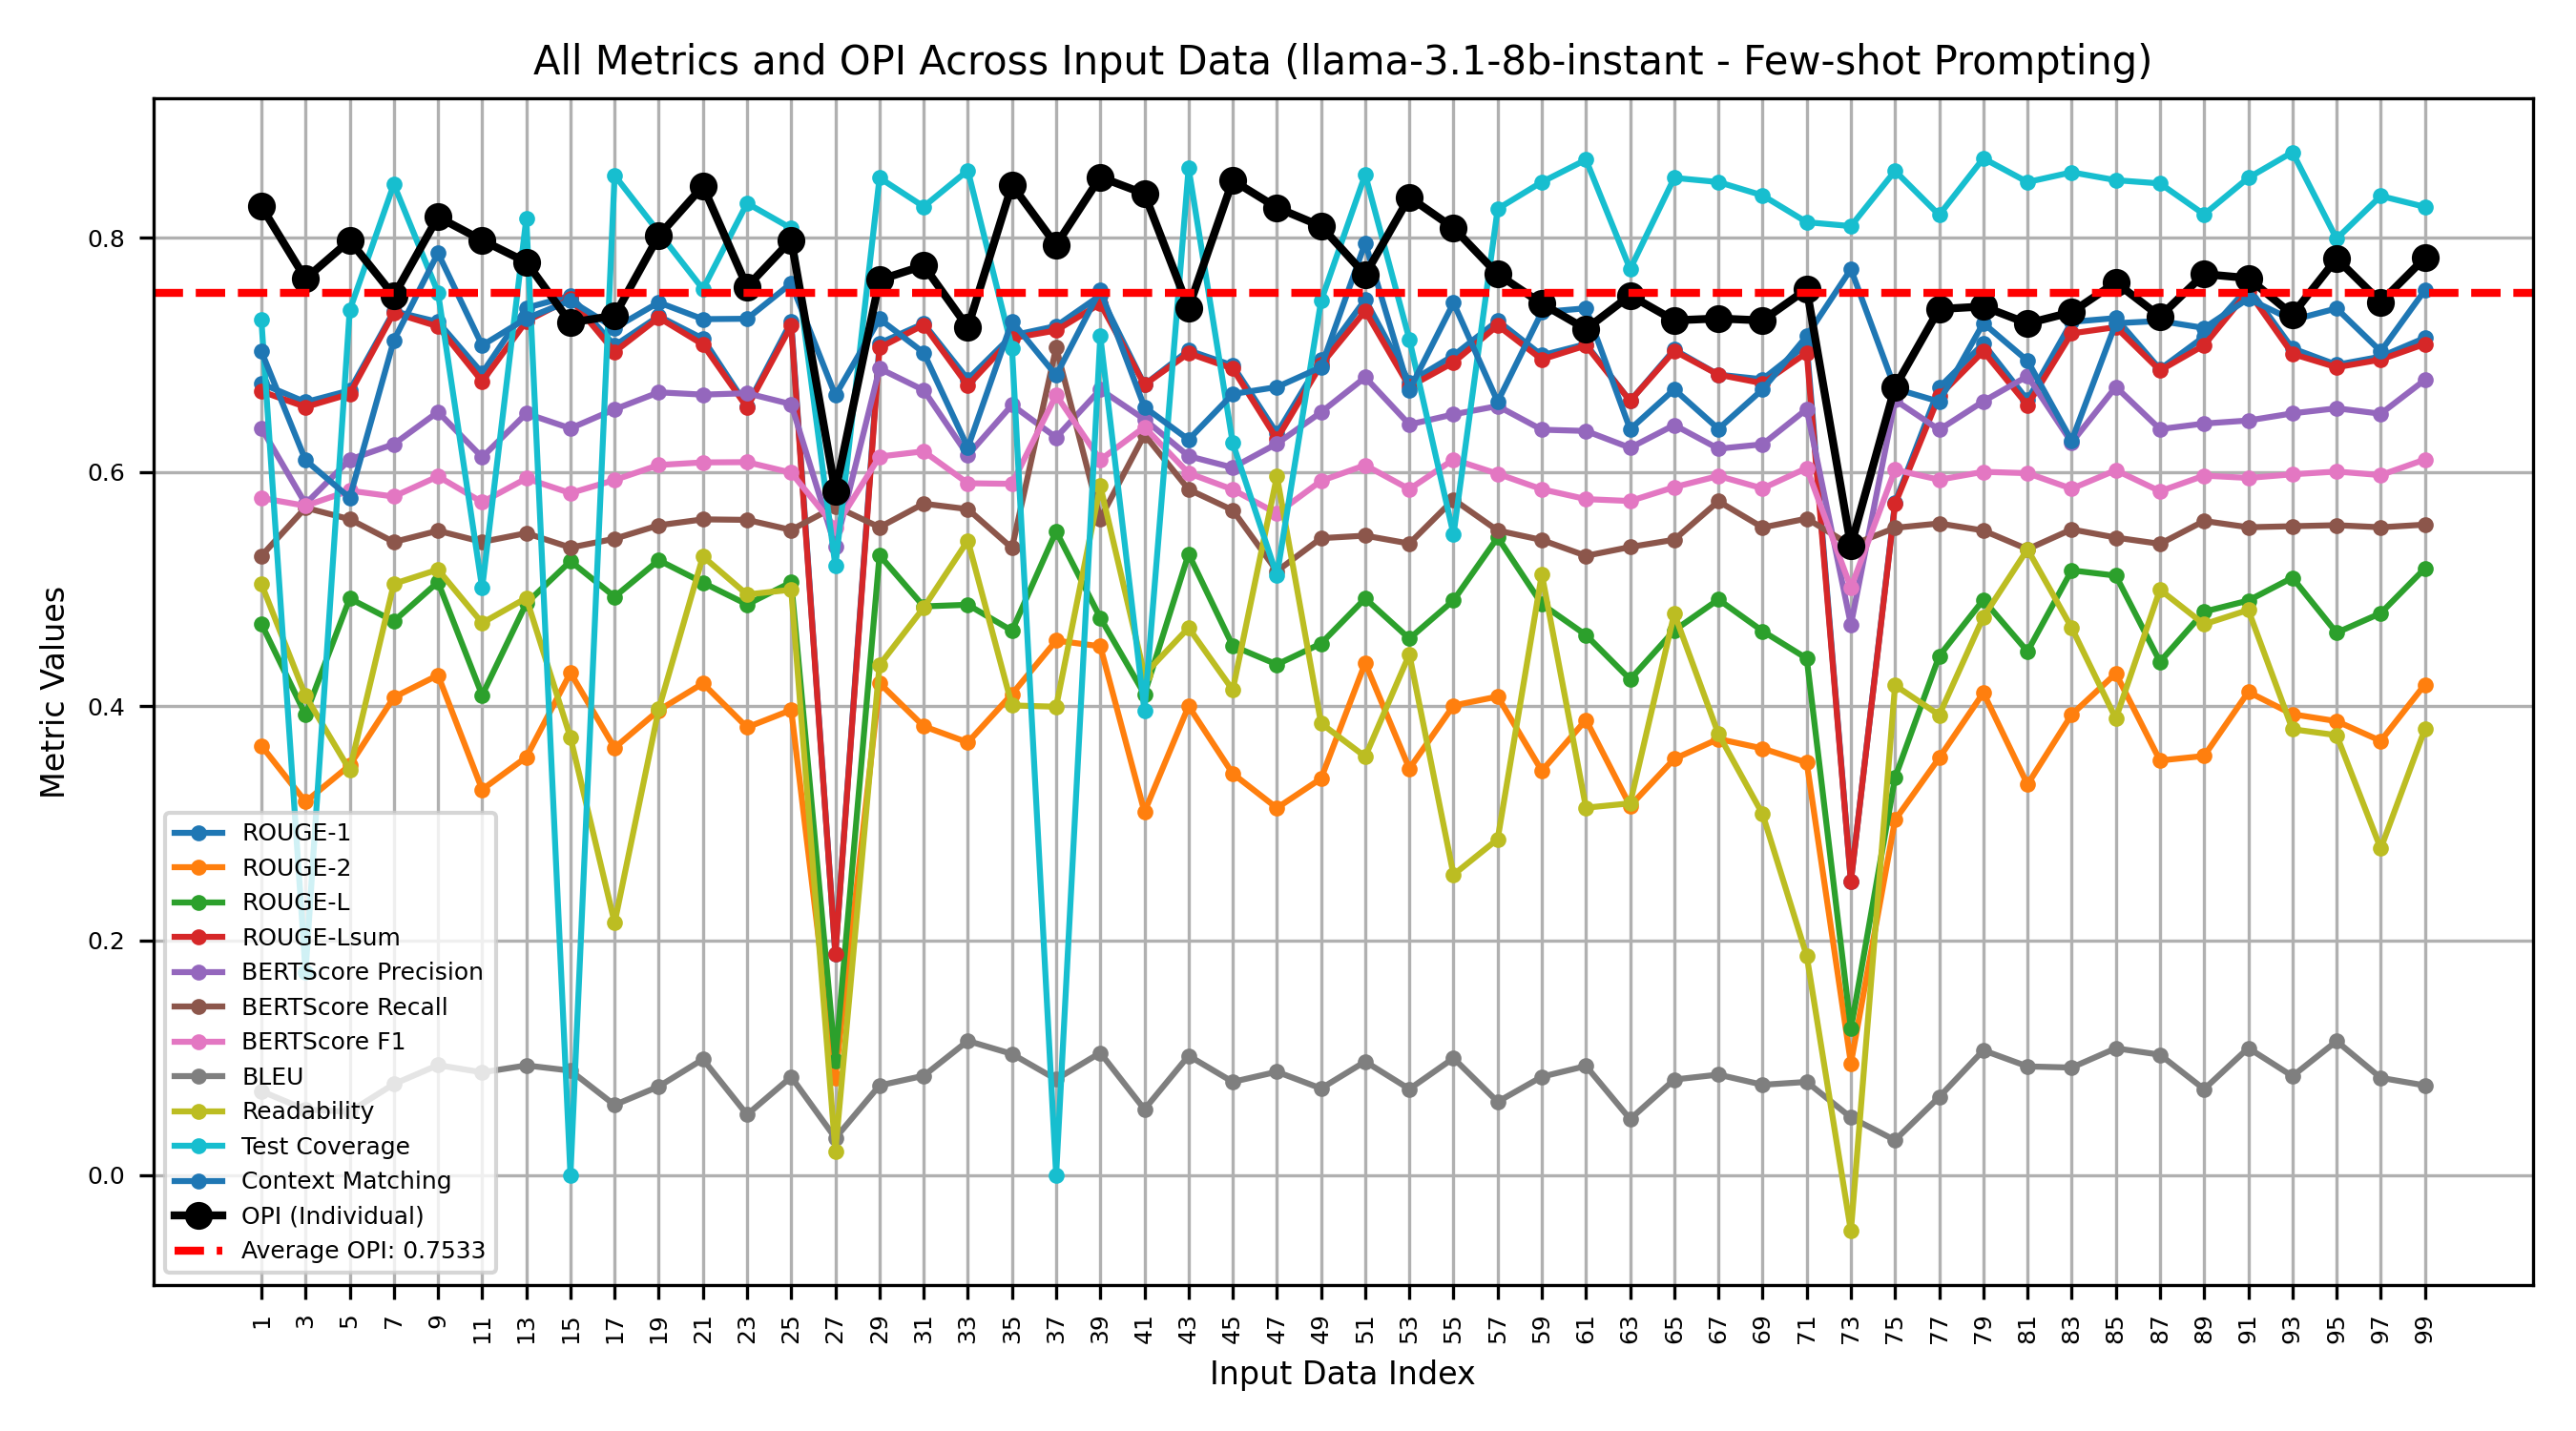 All Metrics and OPI Across Input Data (llama-3.1-8b-instant - Few-shot Prompting)
Metric Values
0.8
0.6
0.4
0.2
0.0
ROUGE-1
ROUGE-2
ROUGE-L
ROUGE-Lsum
BERTScore Precision
BERTScore Recall
BERTScore F1
BLEU
Readability
Test Coverage
Context Matching
OPI (Individual)
Average OPI: 0.7533
1 3 5 7 9 11 13 15 17 19 21 23 25 27 29 31 33 35 37 39 41 43 45 47 49 51 53 55 57 59 61 63 65 67 69 71 73 75 77 79 81 83 85 87 89 91 93 95 97 99
Input Data Index